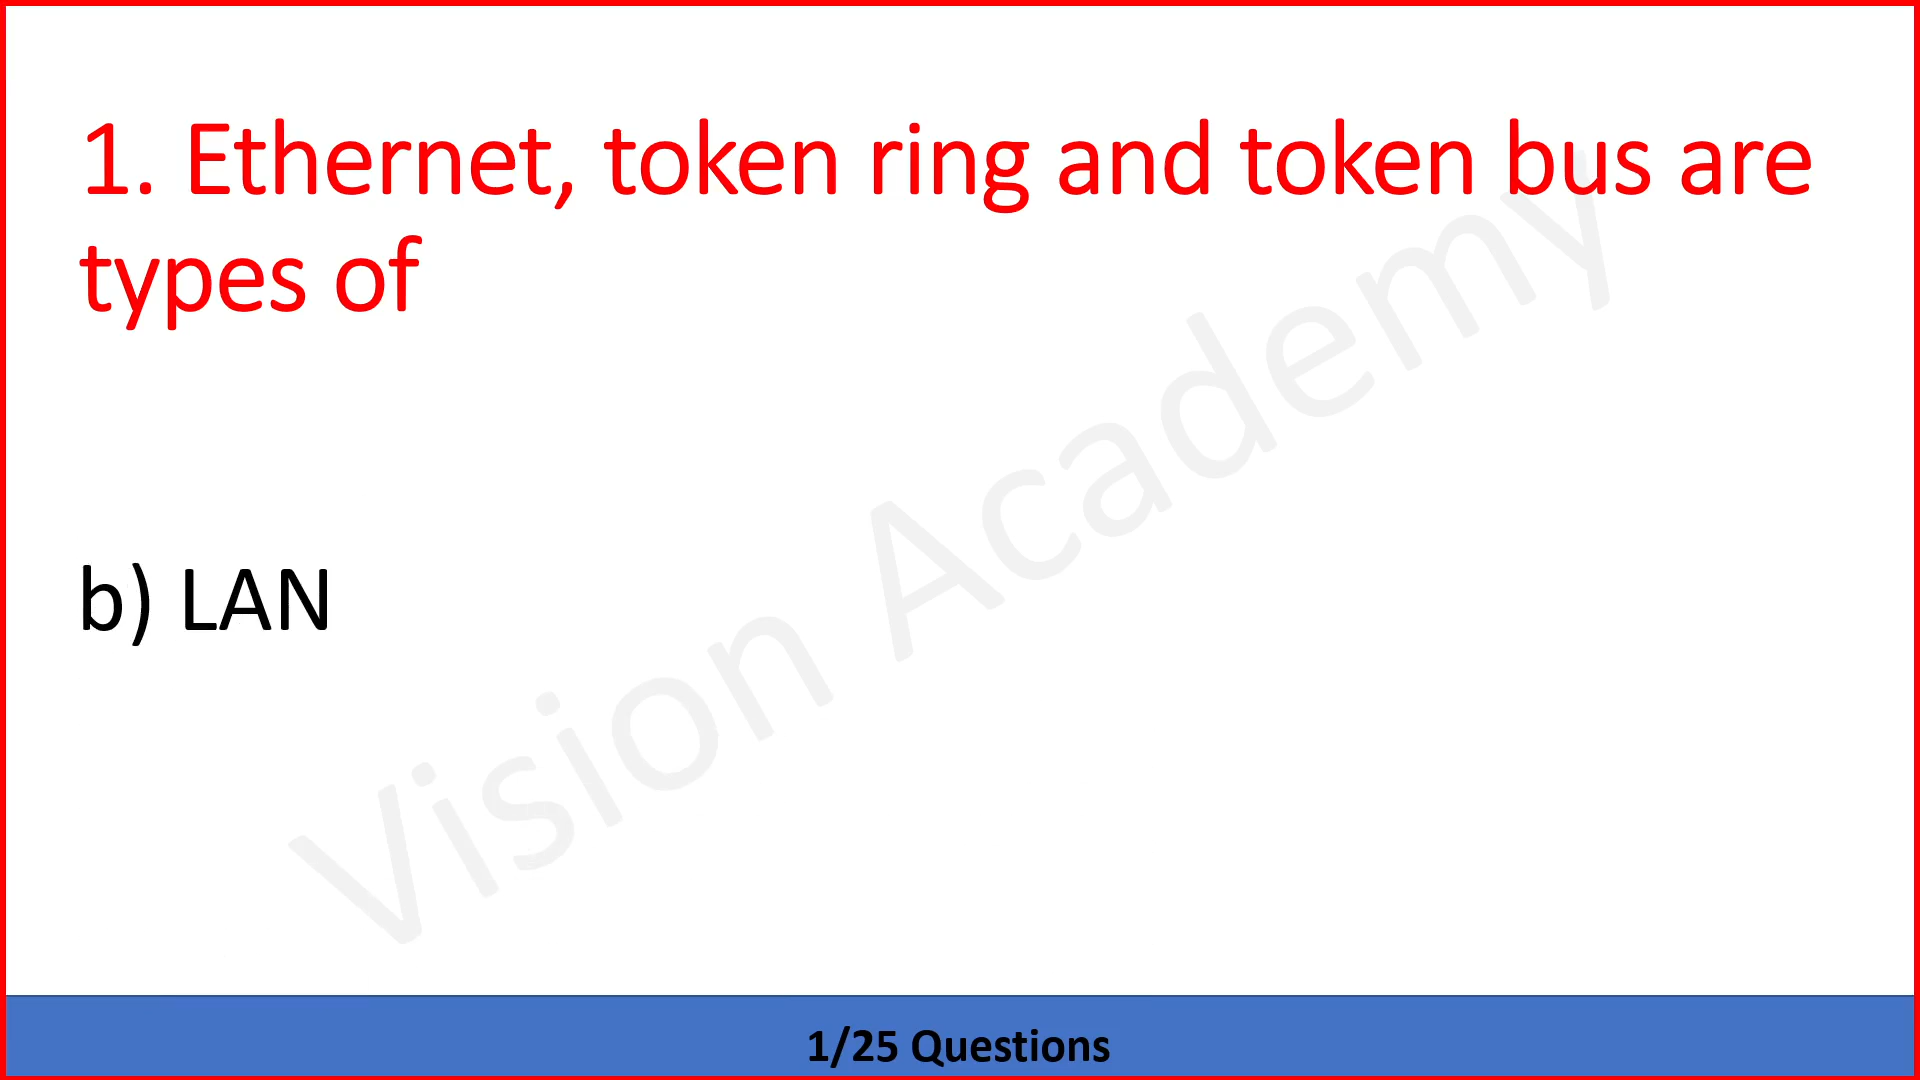 1. Ethernet, token ring and token bus are
types of
b) LAN
Vision Academy
1/25 Questions